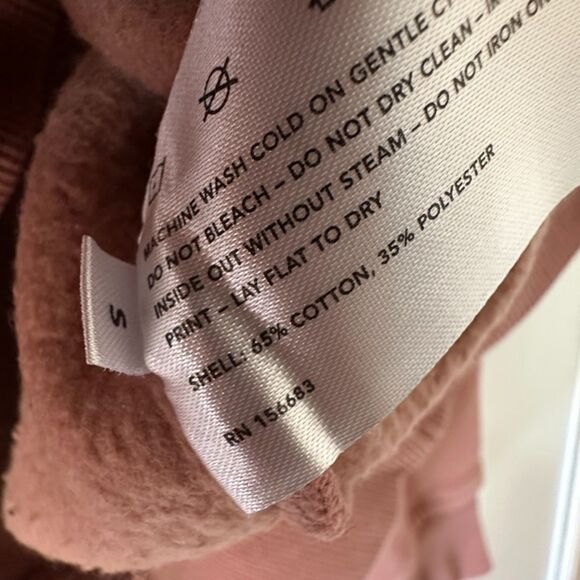 MACHINE WASH COLD ON GENTLE
DO NOT BLEACH – DO NOT DRY CLEAN –
INSIDE OUT WITHOUT STEAM – DO NOT IRON ON
PRINT – LAY FLAT TO DRY
SHELL: 65% COTTON, 35% POLYESTER
RN 156683
S